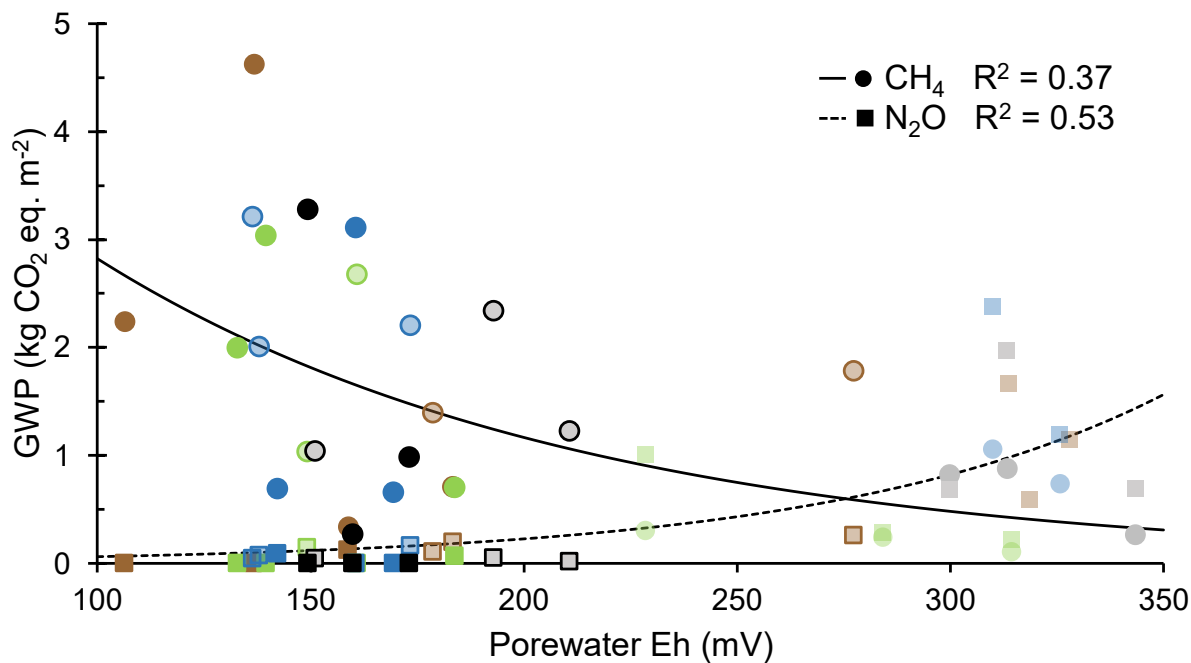 5
4
3
2
1
0
GWP (kg CO₂ eq. m⁻²)
CH₄ R² = 0.37
N₂O R² = 0.53
100 150 200 250 300 350
Porewater Eh (mV)